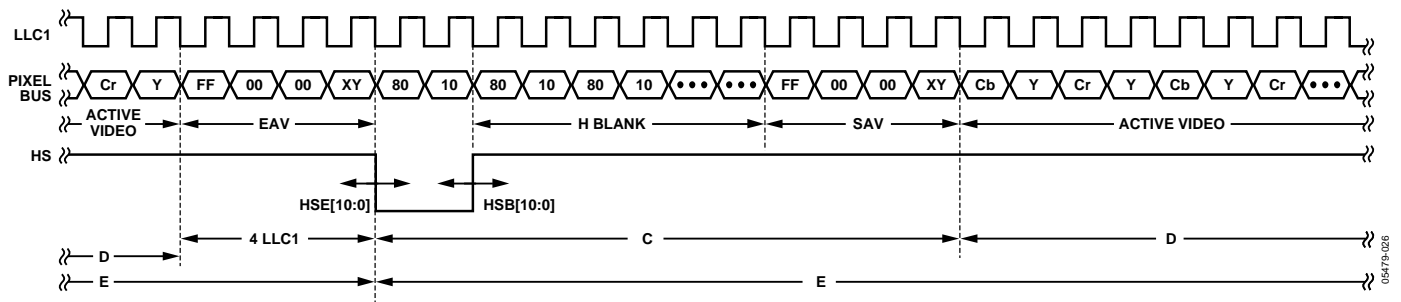 LLC1
PIXEL BUS Cr Y FF 00 00 XY 80 10 80 10 80 10 ••• ••• FF 00 00 XY Cb Y Cr Y Cb Y Cr •••
ACTIVE VIDEO EAV H BLANK SAV ACTIVE VIDEO
HS
HSE[10:0] HSB[10:0]
4 LLC1 C D
D
E E
05479-026